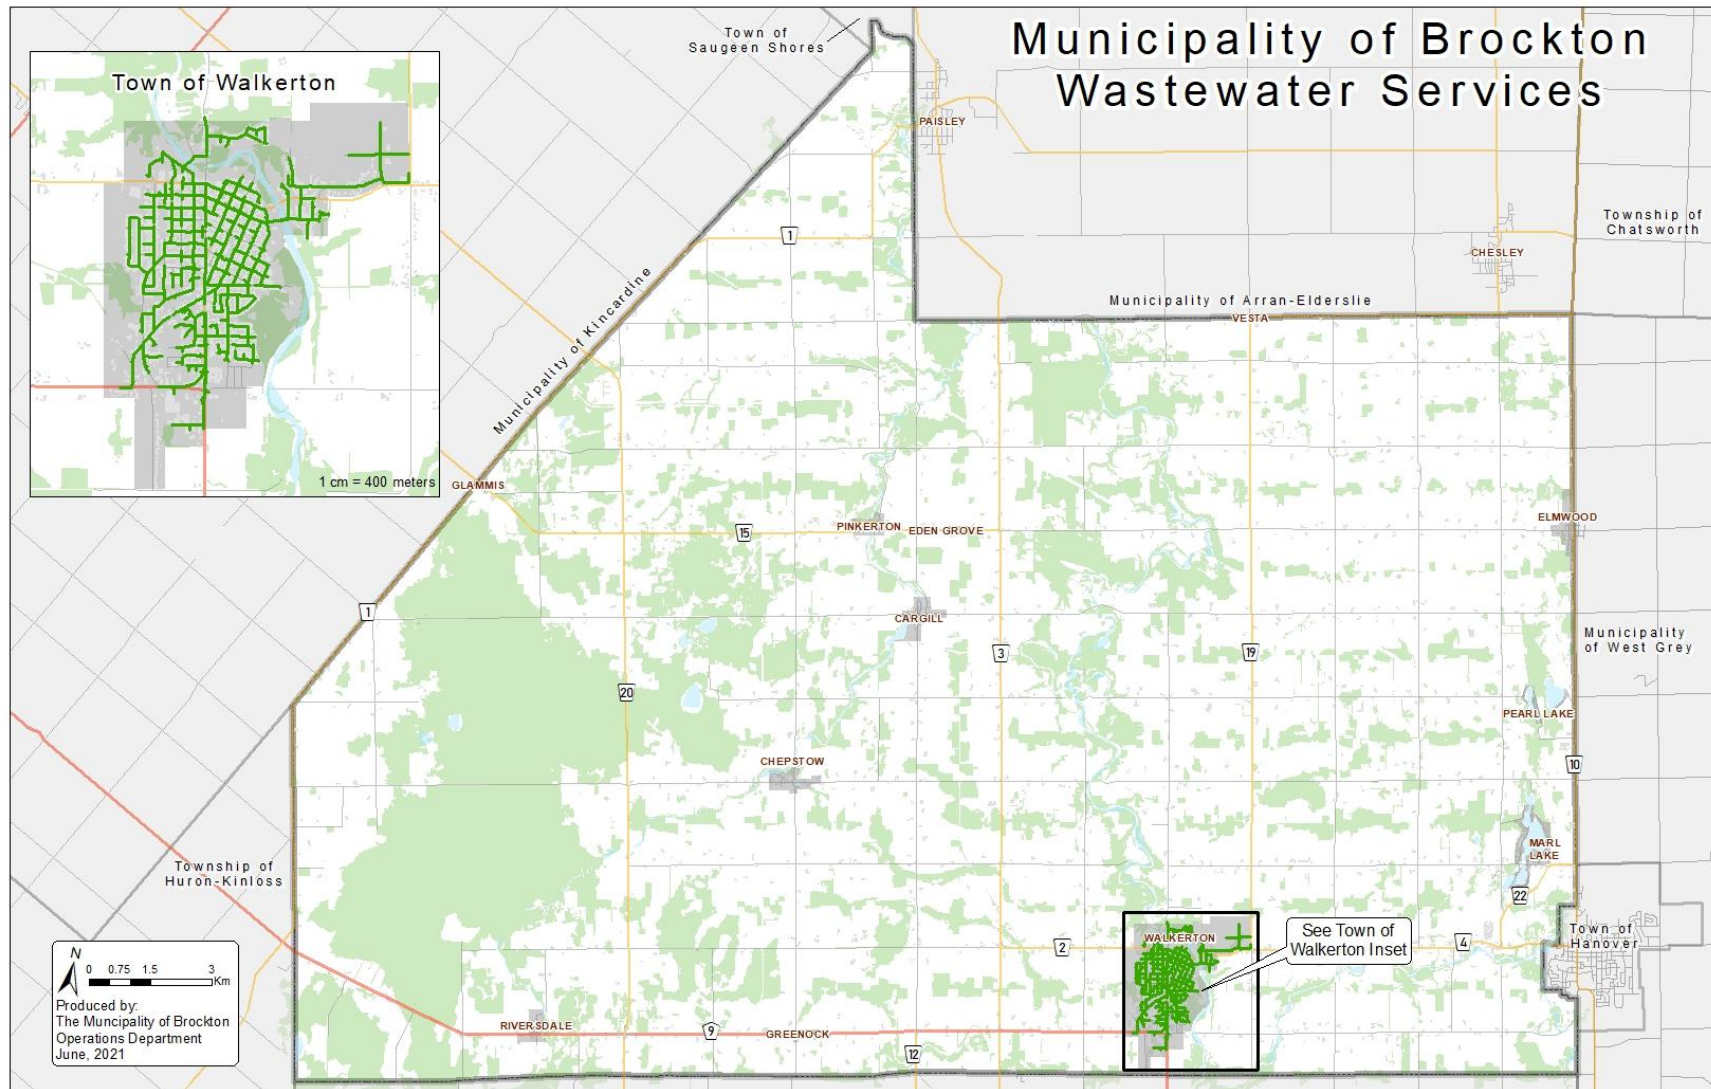 Municipality of Brockton
Wastewater Services
Town of
Saugeen Shores
Town of Walkerton
1 cm = 400 meters
PAISLEY
Township of
Chatsworth
CHESLEY
1
Municipality of Kincardine
Municipality of Arran-Elderslie
VESTA
GLAMMIS
15
PINKERTON
EDEN GROVE
ELMWOOD
1
CARGILL
3
19
Municipality
of West Grey
20
PEARL LAKE
CHEPSTOW
10
MARL
LAKE
Township of
Huron-Kinloss
22
2
WALKERTON
See Town of
Walkerton Inset
4
Town of
Hanover
N
0 0.75 1.5 3
Km
Produced by:
The Muncipality of Brockton
Operations Department
June, 2021
RIVERSDALE
9
GREENOCK
12